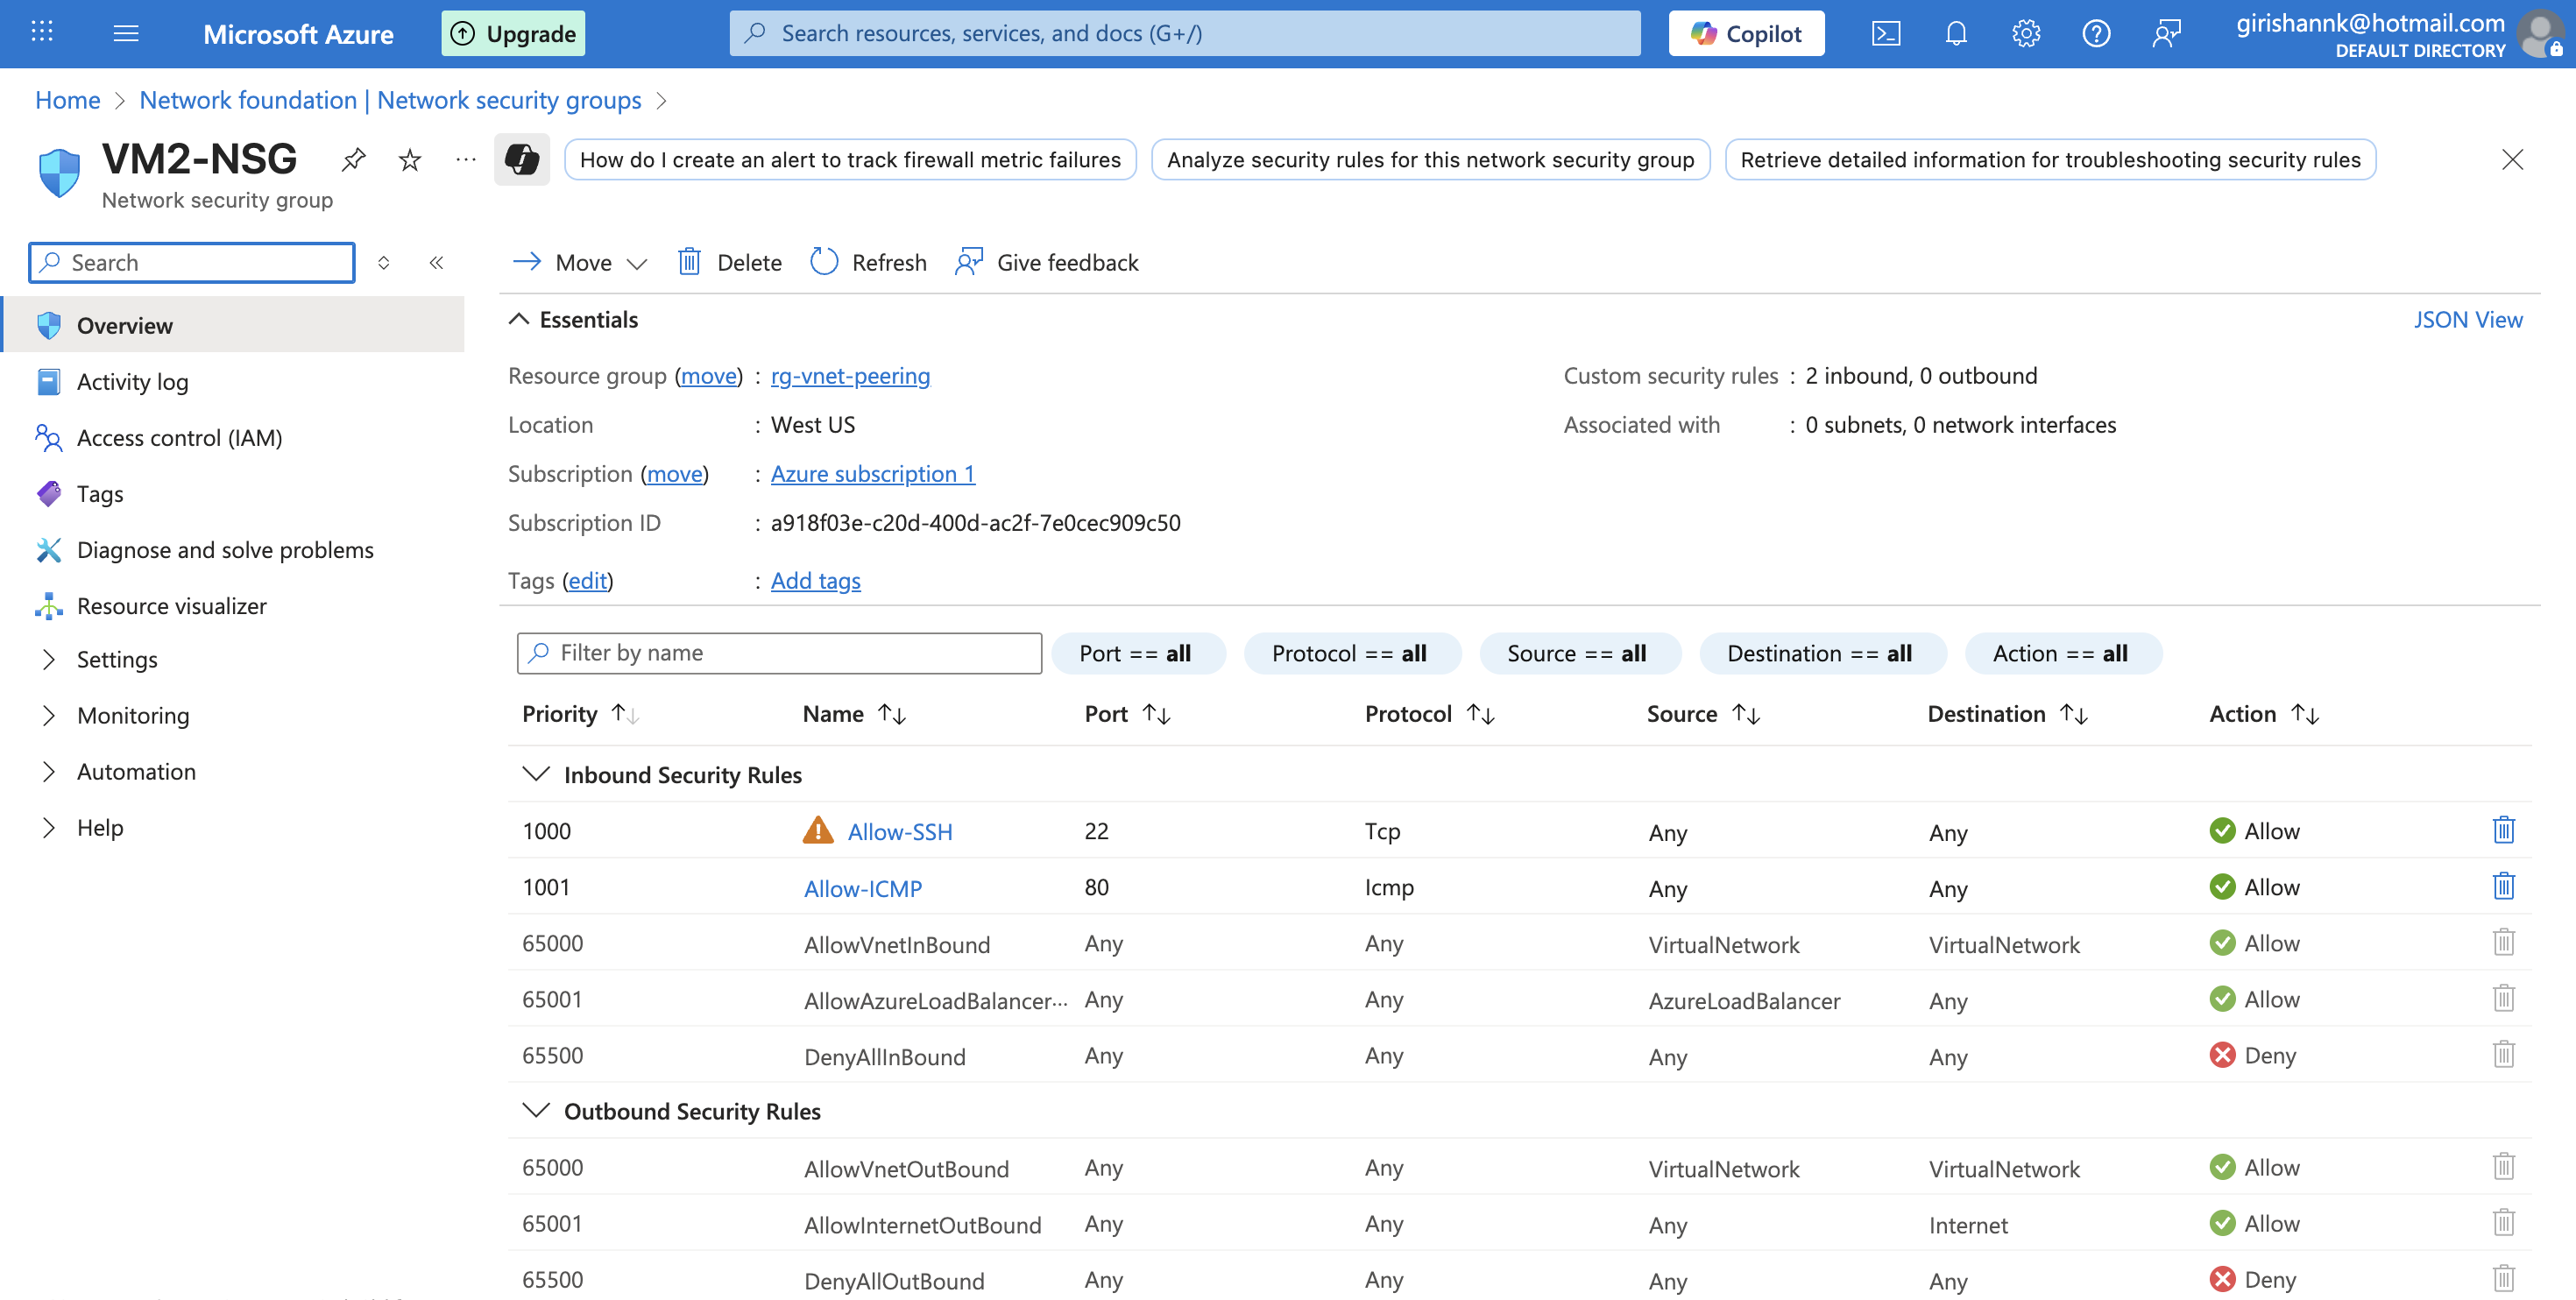 Microsoft Azure
Upgrade
Search resources, services, and docs (G+/)
Copilot
girishannk@hotmail.com
DEFAULT DIRECTORY
Home > Network foundation | Network security groups >
VM2-NSG
Network security group
How do I create an alert to track firewall metric failures
Analyze security rules for this network security group
Retrieve detailed information for troubleshooting security rules
Search
Overview
Activity log
Access control (IAM)
Tags
Diagnose and solve problems
Resource visualizer
Settings
Monitoring
Automation
Help
Move
Delete
Refresh
Give feedback
Essentials
JSON View
Resource group (move) : rg-vnet-peering
Location : West US
Subscription (move) : Azure subscription 1
Subscription ID : a918f03e-c20d-400d-ac2f-7e0cec909c50
Tags (edit) : Add tags
Custom security rules : 2 inbound, 0 outbound
Associated with : 0 subnets, 0 network interfaces
Filter by name
Port == all
Protocol == all
Source == all
Destination == all
Action == all
Priority Name Port Protocol Source Destination Action
Inbound Security Rules
1000 Allow-SSH 22 Tcp Any Any Allow
1001 Allow-ICMP 80 Icmp Any Any Allow
65000 AllowVnetInBound Any Any VirtualNetwork VirtualNetwork Allow
65001 AllowAzureLoadBalancer... Any Any AzureLoadBalancer Any Allow
65500 DenyAllInBound Any Any Any Any Deny
Outbound Security Rules
65000 AllowVnetOutBound Any Any VirtualNetwork VirtualNetwork Allow
65001 AllowInternetOutBound Any Any Any Internet Allow
65500 DenyAllOutBound Any Any Any Any Deny